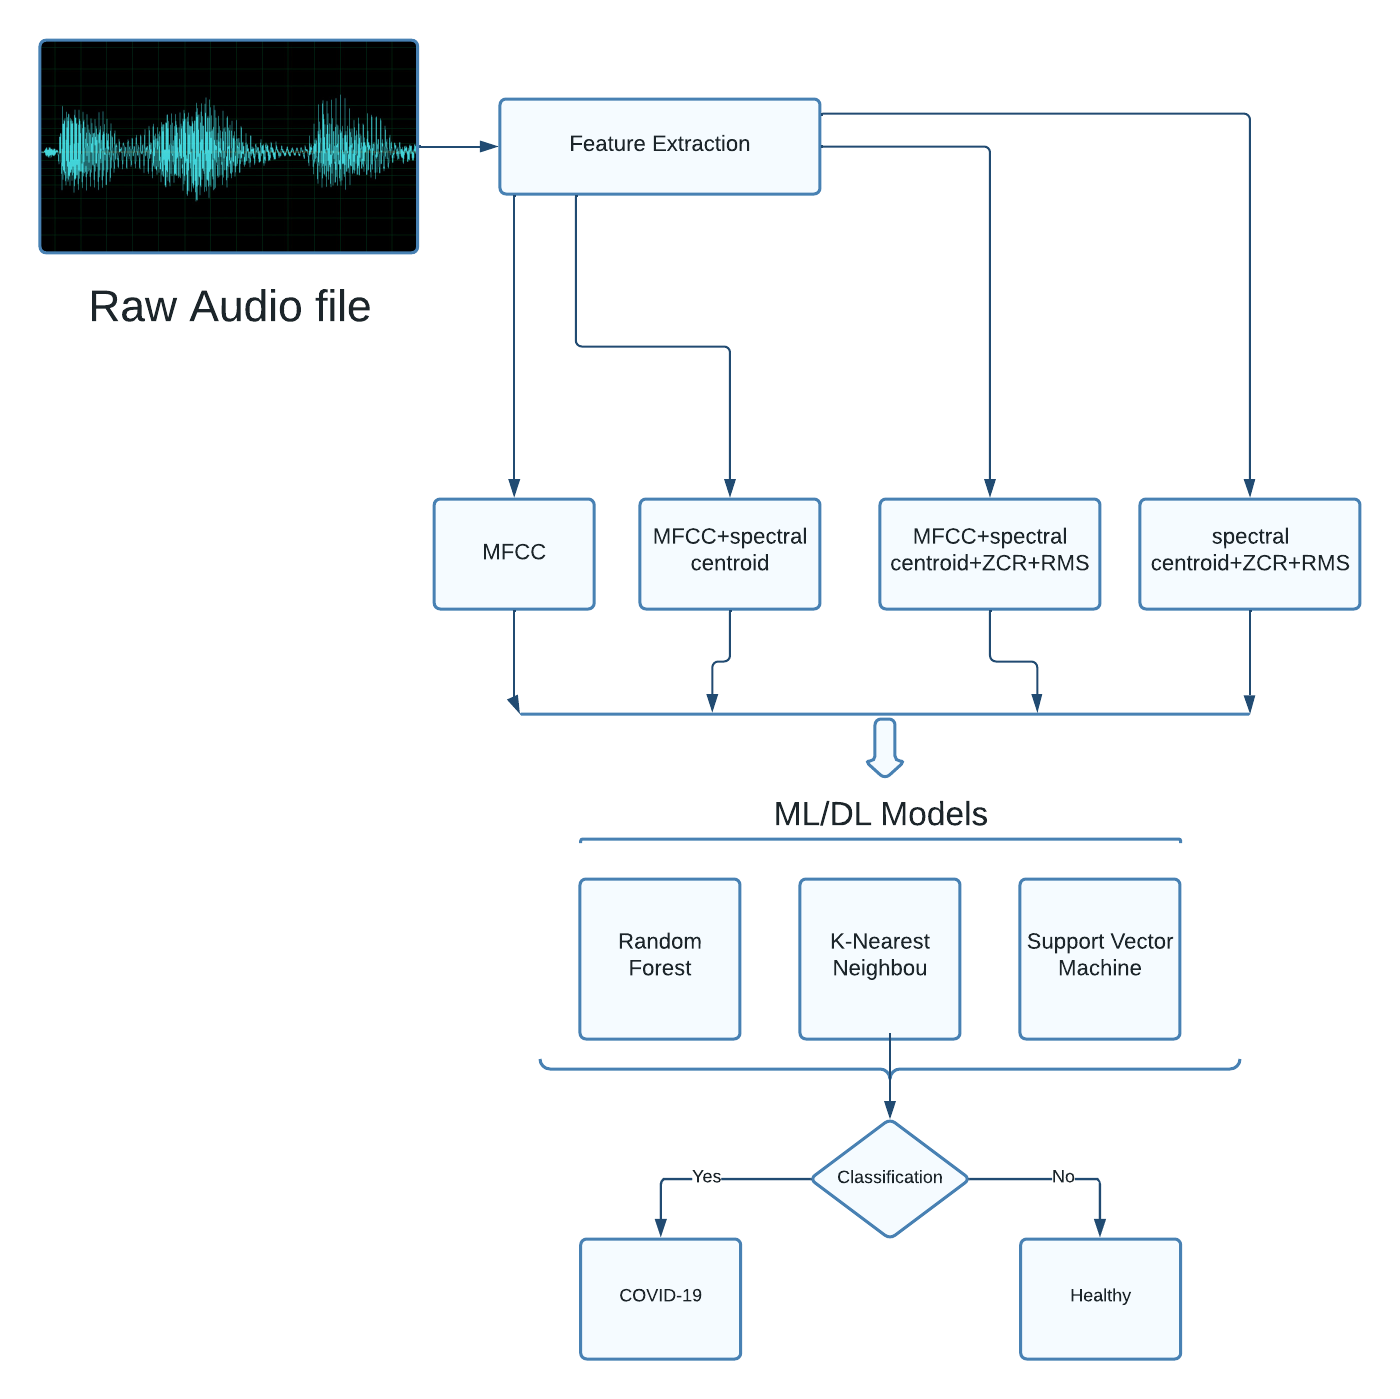 Raw Audio file
Feature Extraction
MFCC
MFCC+spectral
centroid
MFCC+spectral
centroid+ZCR+RMS
spectral
centroid+ZCR+RMS
ML/DL Models
Random
Forest
K-Nearest
Neighbou
Support Vector
Machine
Classification
Yes
No
COVID-19
Healthy